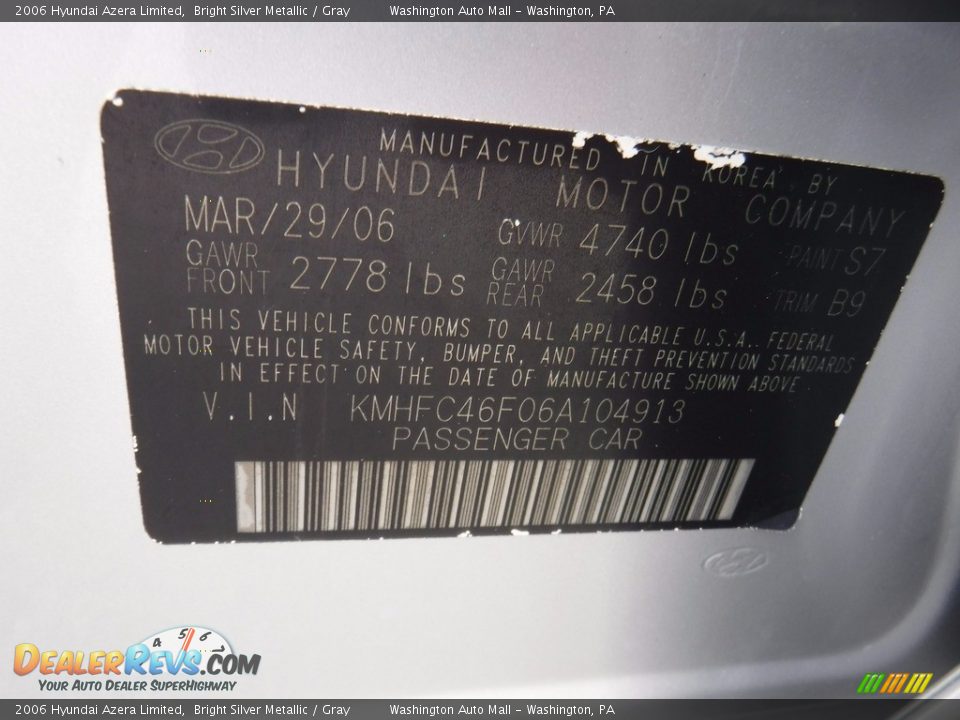 2006 Hyundai Azera Limited, Bright Silver Metallic / Gray Washington Auto Mall - Washington, PA
MANUFACTURED IN KOREA BY
HYUNDAI MOTOR COMPANY
MAR/29/06 GVWR 4740 lbs PAINT S7
GAWR FRONT 2778 lbs GAWR REAR 2458 lbs TRIM B9
THIS VEHICLE CONFORMS TO ALL APPLICABLE U.S.A. FEDERAL
MOTOR VEHICLE SAFETY, BUMPER, AND THEFT PREVENTION STANDARDS
IN EFFECT ON THE DATE OF MANUFACTURE SHOWN ABOVE
V.I.N KMHFC46F06A104913
PASSENGER CAR
4 5 6
DEALERREVS.COM
YOUR AUTO DEALER SUPERHIGHWAY
2006 Hyundai Azera Limited, Bright Silver Metallic / Gray Washington Auto Mall - Washington, PA